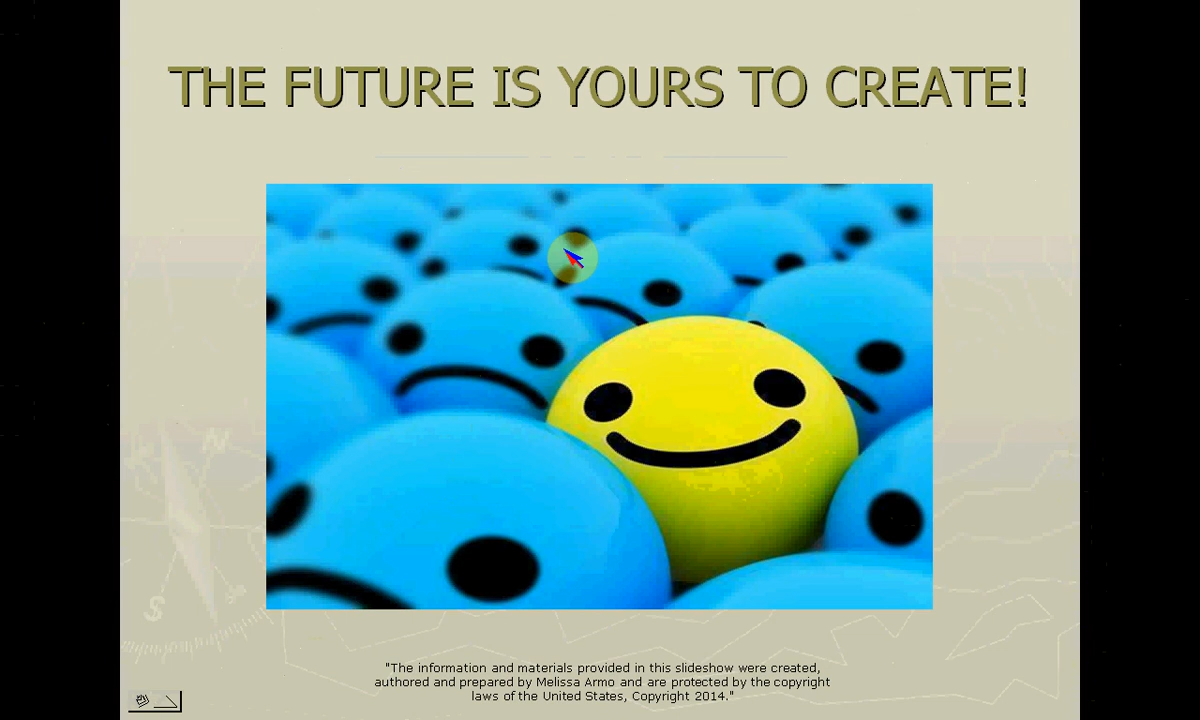 THE FUTURE IS YOURS TO CREATE!
N
S
"The information and materials provided in this slideshow were created,
authored and prepared by Melissa Armo and are protected by the copyright
laws of the United States, Copyright 2014."